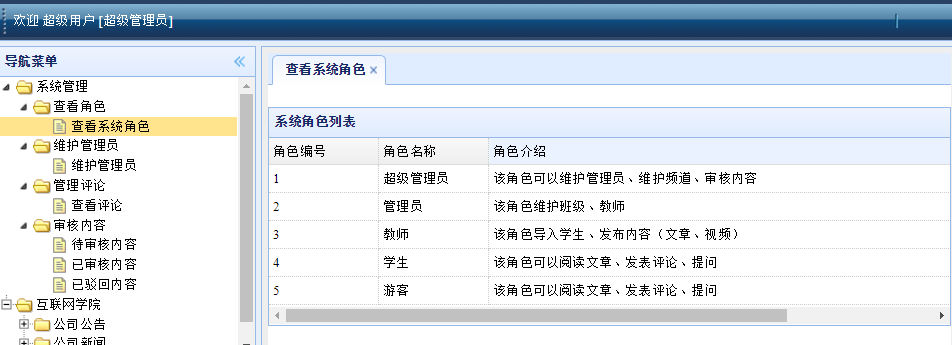 欢迎 超级用户 [超级管理员]
导航菜单
系统管理
查看角色
查看系统角色
维护管理员
维护管理员
管理评论
查看评论
审核内容
待审核内容
已审核内容
已驳回内容
互联网学院
公司公告
公司新闻
查看系统角色
系统角色列表
角色编号 角色名称 角色介绍
1 超级管理员 该角色可以维护管理员、维护频道、审核内容
2 管理员 该角色维护班级、教师
3 教师 该角色导入学生、发布内容（文章、视频）
4 学生 该角色可以阅读文章、发表评论、提问
5 游客 该角色可以阅读文章、发表评论、提问